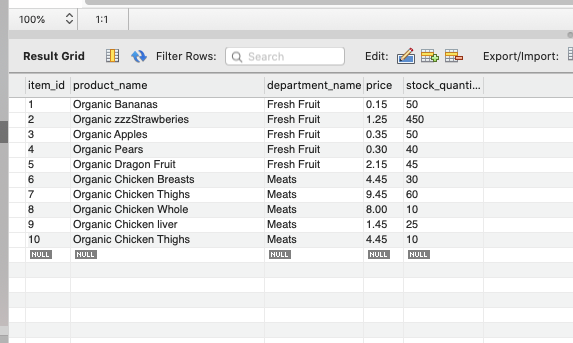 100% 1:1
Result Grid Filter Rows: Search Edit: Export/Import:
item_id product_name department_name price stock_quanti...
1 Organic Bananas Fresh Fruit 0.15 50
2 Organic zzzStrawberies Fresh Fruit 1.25 450
3 Organic Apples Fresh Fruit 0.35 50
4 Organic Pears Fresh Fruit 0.30 40
5 Organic Dragon Fruit Fresh Fruit 2.15 45
6 Organic Chicken Breasts Meats 4.45 30
7 Organic Chicken Thighs Meats 9.45 60
8 Organic Chicken Whole Meats 8.00 10
9 Organic Chicken liver Meats 1.45 25
10 Organic Chicken Thighs Meats 4.45 10
NULL NULL NULL NULL NULL